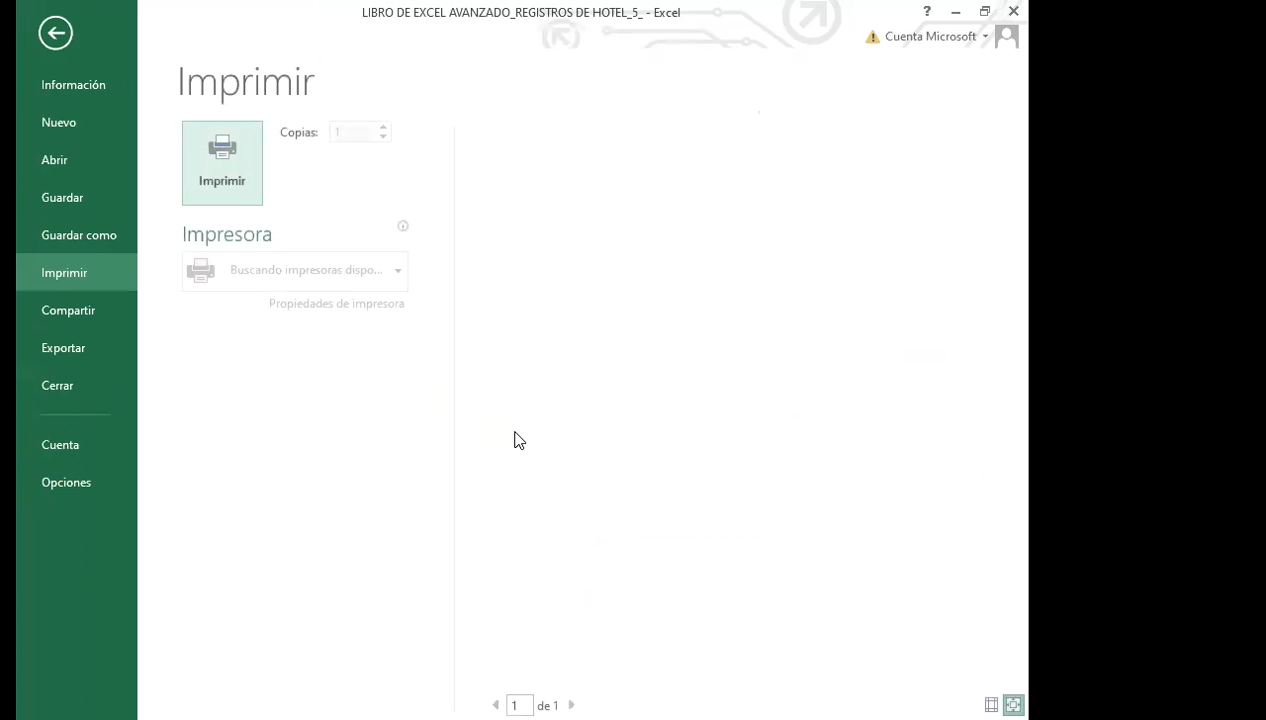 LIBRO DE EXCEL AVANZADO_REGISTROS DE HOTEL_5_ - Excel
?
Cuenta Microsoft
Información
Nuevo
Abrir
Guardar
Guardar como
Imprimir
Compartir
Exportar
Cerrar
Cuenta
Opciones
Imprimir
Imprimir
Copias: 1
Impresora
Buscando impresoras dispo...
Propiedades de impresora
1 de 1